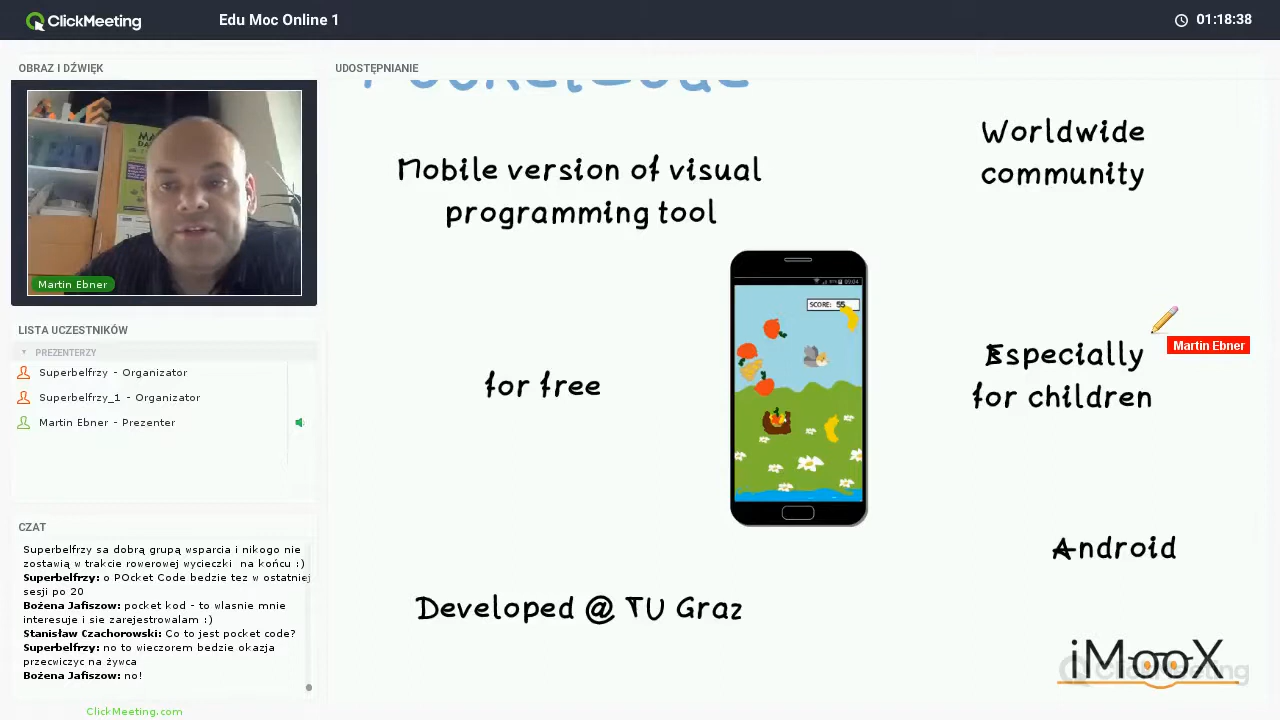 ClickMeeting
Edu Moc Online 1
01:18:38
OBRAZ I DŹWIĘK
Martin Ebner
LISTA UCZESTNIKÓW
PREZENTERZY
Superbelfrzy - Organizator
Superbelfrzy_1 - Organizator
Martin Ebner - Prezenter
CZAT
Superbelfrzy sa dobrą grupą wsparcia i nikogo nie
zostawią w trakcie rowerowej wycieczki na końcu :)
Superbelfrzy: o POcket Code bedzie tez w ostatniej
sesji po 20
Bożena Jafiszow: pocket kod - to wlasnie mnie
interesuje i sie zarejestrowalam :)
Stanisław Czachorowski: Co to jest pocket code?
Superbelfrzy: no to wieczorem bedzie okazja
przecwiczyc na żywca
Bożena Jafiszow: no!
ClickMeeting.com
UDOSTĘPNIANIE
PocketCode
Mobile version of visual
programming tool
Worldwide
community
SCORE: 55
09:04
for free
Especially
for children
Martin Ebner
Android
Developed @ TU Graz
iMooX
ClickMeeting